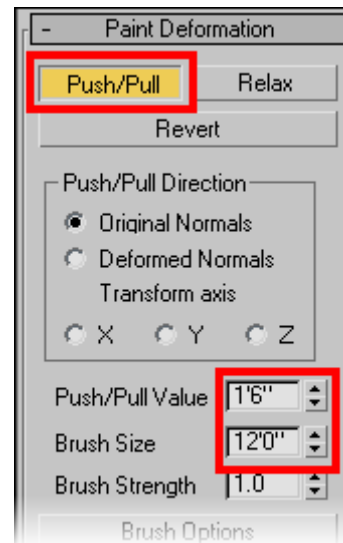 - Paint Deformation
Push/Pull Relax
Revert
Push/Pull Direction
Original Normals
Deformed Normals
Transform axis
X Y Z
Push/Pull Value 1'6"
Brush Size 12'0"
Brush Strength 1.0
Brush Options